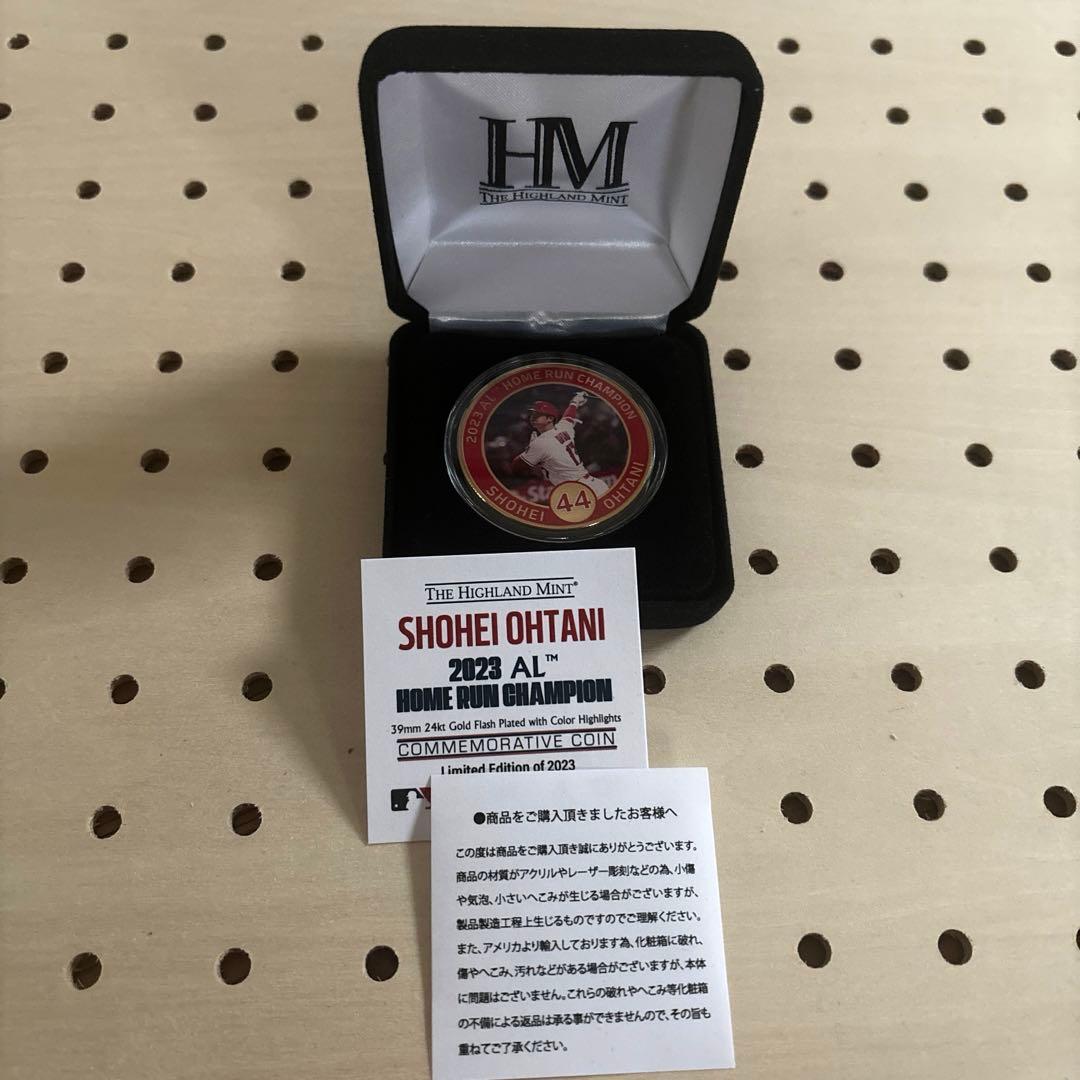 HM
THE HIGHLAND MINT
2023 AL™ HOME RUN CHAMPION
17
SHOHEI 44 OHTANI
THE HIGHLAND MINT®
SHOHEI OHTANI
2023 AL™
HOME RUN CHAMPION
39mm 24kt Gold Flash Plated with Color Highlights
COMMEMORATIVE COIN
Limited Edition of 2023
●商品をご購入頂きましたお客様へ
この度は商品をご購入頂き誠にありがとうございます。
商品の材質がアクリルやレーザー彫刻などの為、小傷
や気泡、小さいへこみが生じる場合がございますが、
製品製造工程上生じるものですのでご理解ください。
また、アメリカより輸入しております為、化粧箱に破れ、
傷やへこみ、汚れなどがある場合がございますが、本体
に問題はございません。これらの破れやへこみ等化粧箱
の不備による返品は承る事ができませんので、その旨も
重ねてご了承ください。